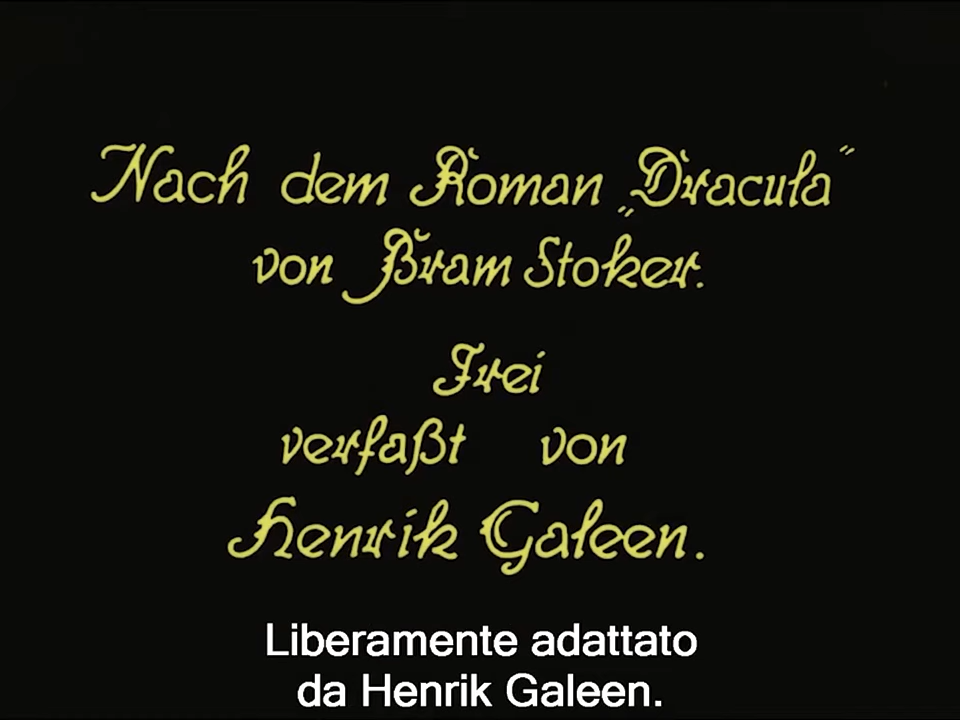 Nach dem Roman „Dracula“
von Bram Stoker.
Frei
verfaßt von
Henrik Galeen.
Liberamente adattato
da Henrik Galeen.